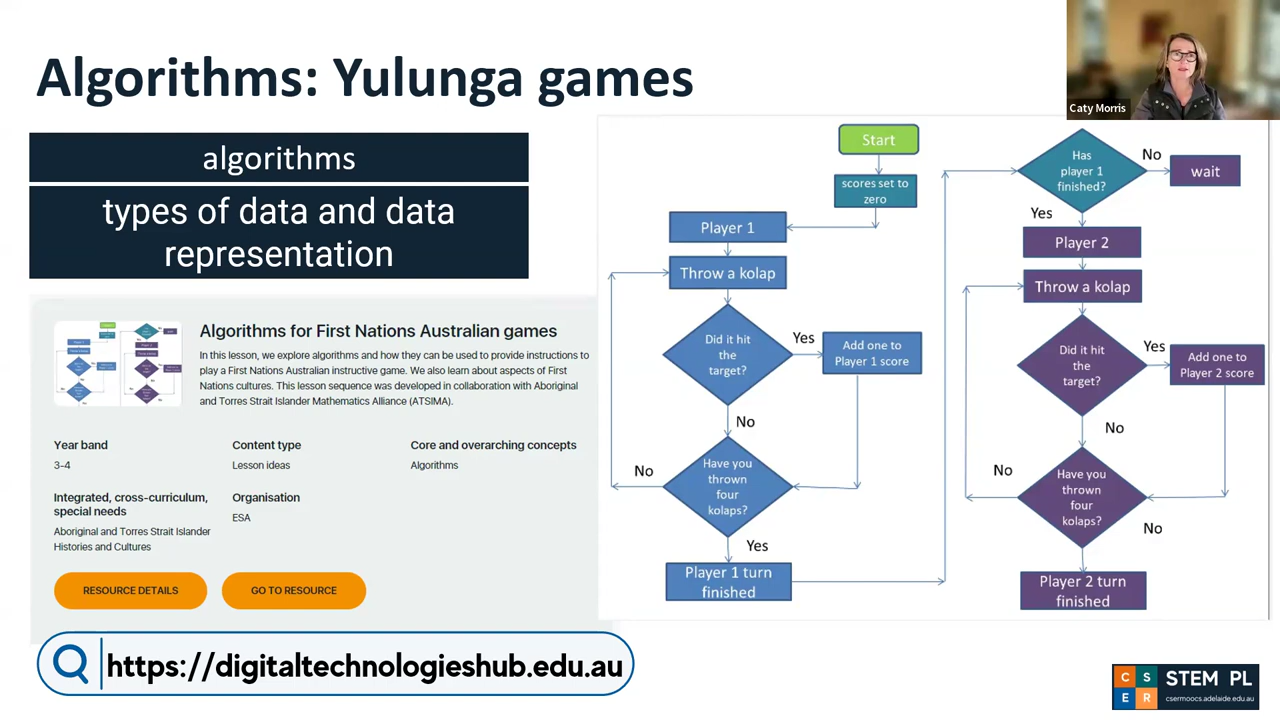 Algorithms: Yulunga games
Caty Morris
algorithms
types of data and data
representation
Algorithms for First Nations Australian games
In this lesson, we explore algorithms and how they can be used to provide instructions to
play a First Nations Australian instructive game. We also learn about aspects of First
Nations cultures. This lesson sequence was developed in collaboration with Aboriginal
and Torres Strait Islander Mathematics Alliance (ATSIMA).
Year band
3-4
Content type
Lesson ideas
Core and overarching concepts
Algorithms
Integrated, cross-curriculum,
special needs
Aboriginal and Torres Strait Islander
Histories and Cultures
Organisation
ESA
RESOURCE DETAILS
GO TO RESOURCE
https://digitaltechnologieshub.edu.au
Start
scores set to
zero
Player 1
Throw a kolap
Did it hit
the
target?
Yes
Add one to
Player 1 score
No
Have you
thrown
four
kolaps?
No
Yes
Player 1 turn
finished
Has
player 1
finished?
No
wait
Yes
Player 2
Throw a kolap
Did it hit
the
target?
Yes
Add one to
Player 2 score
No
Have you
thrown
four
kolaps?
No
No
Player 2 turn
finished
CSER
STEM PL
csermoocs.adelaide.edu.au